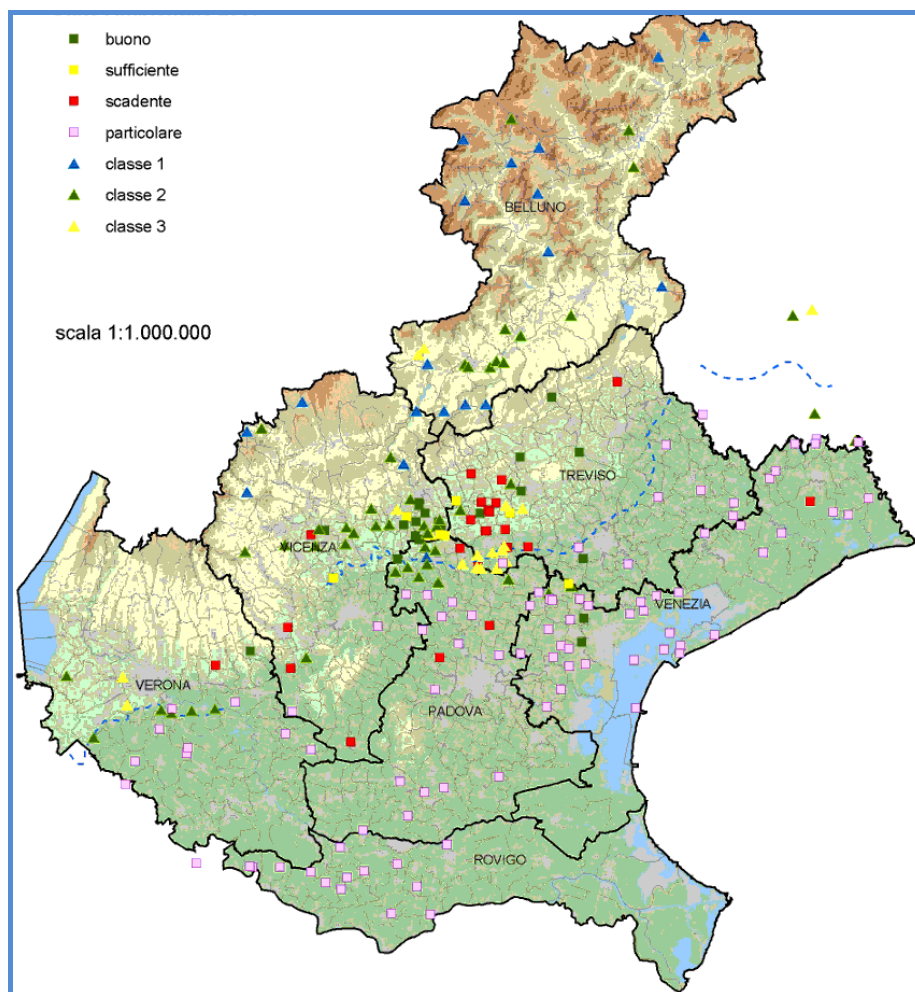 buono
sufficiente
scadente
particolare
classe 1
classe 2
classe 3
BELLUNO
scala 1:1.000.000
TREVISO
VICENZA
VENEZIA
VERONA
PADOVA
ROVIGO